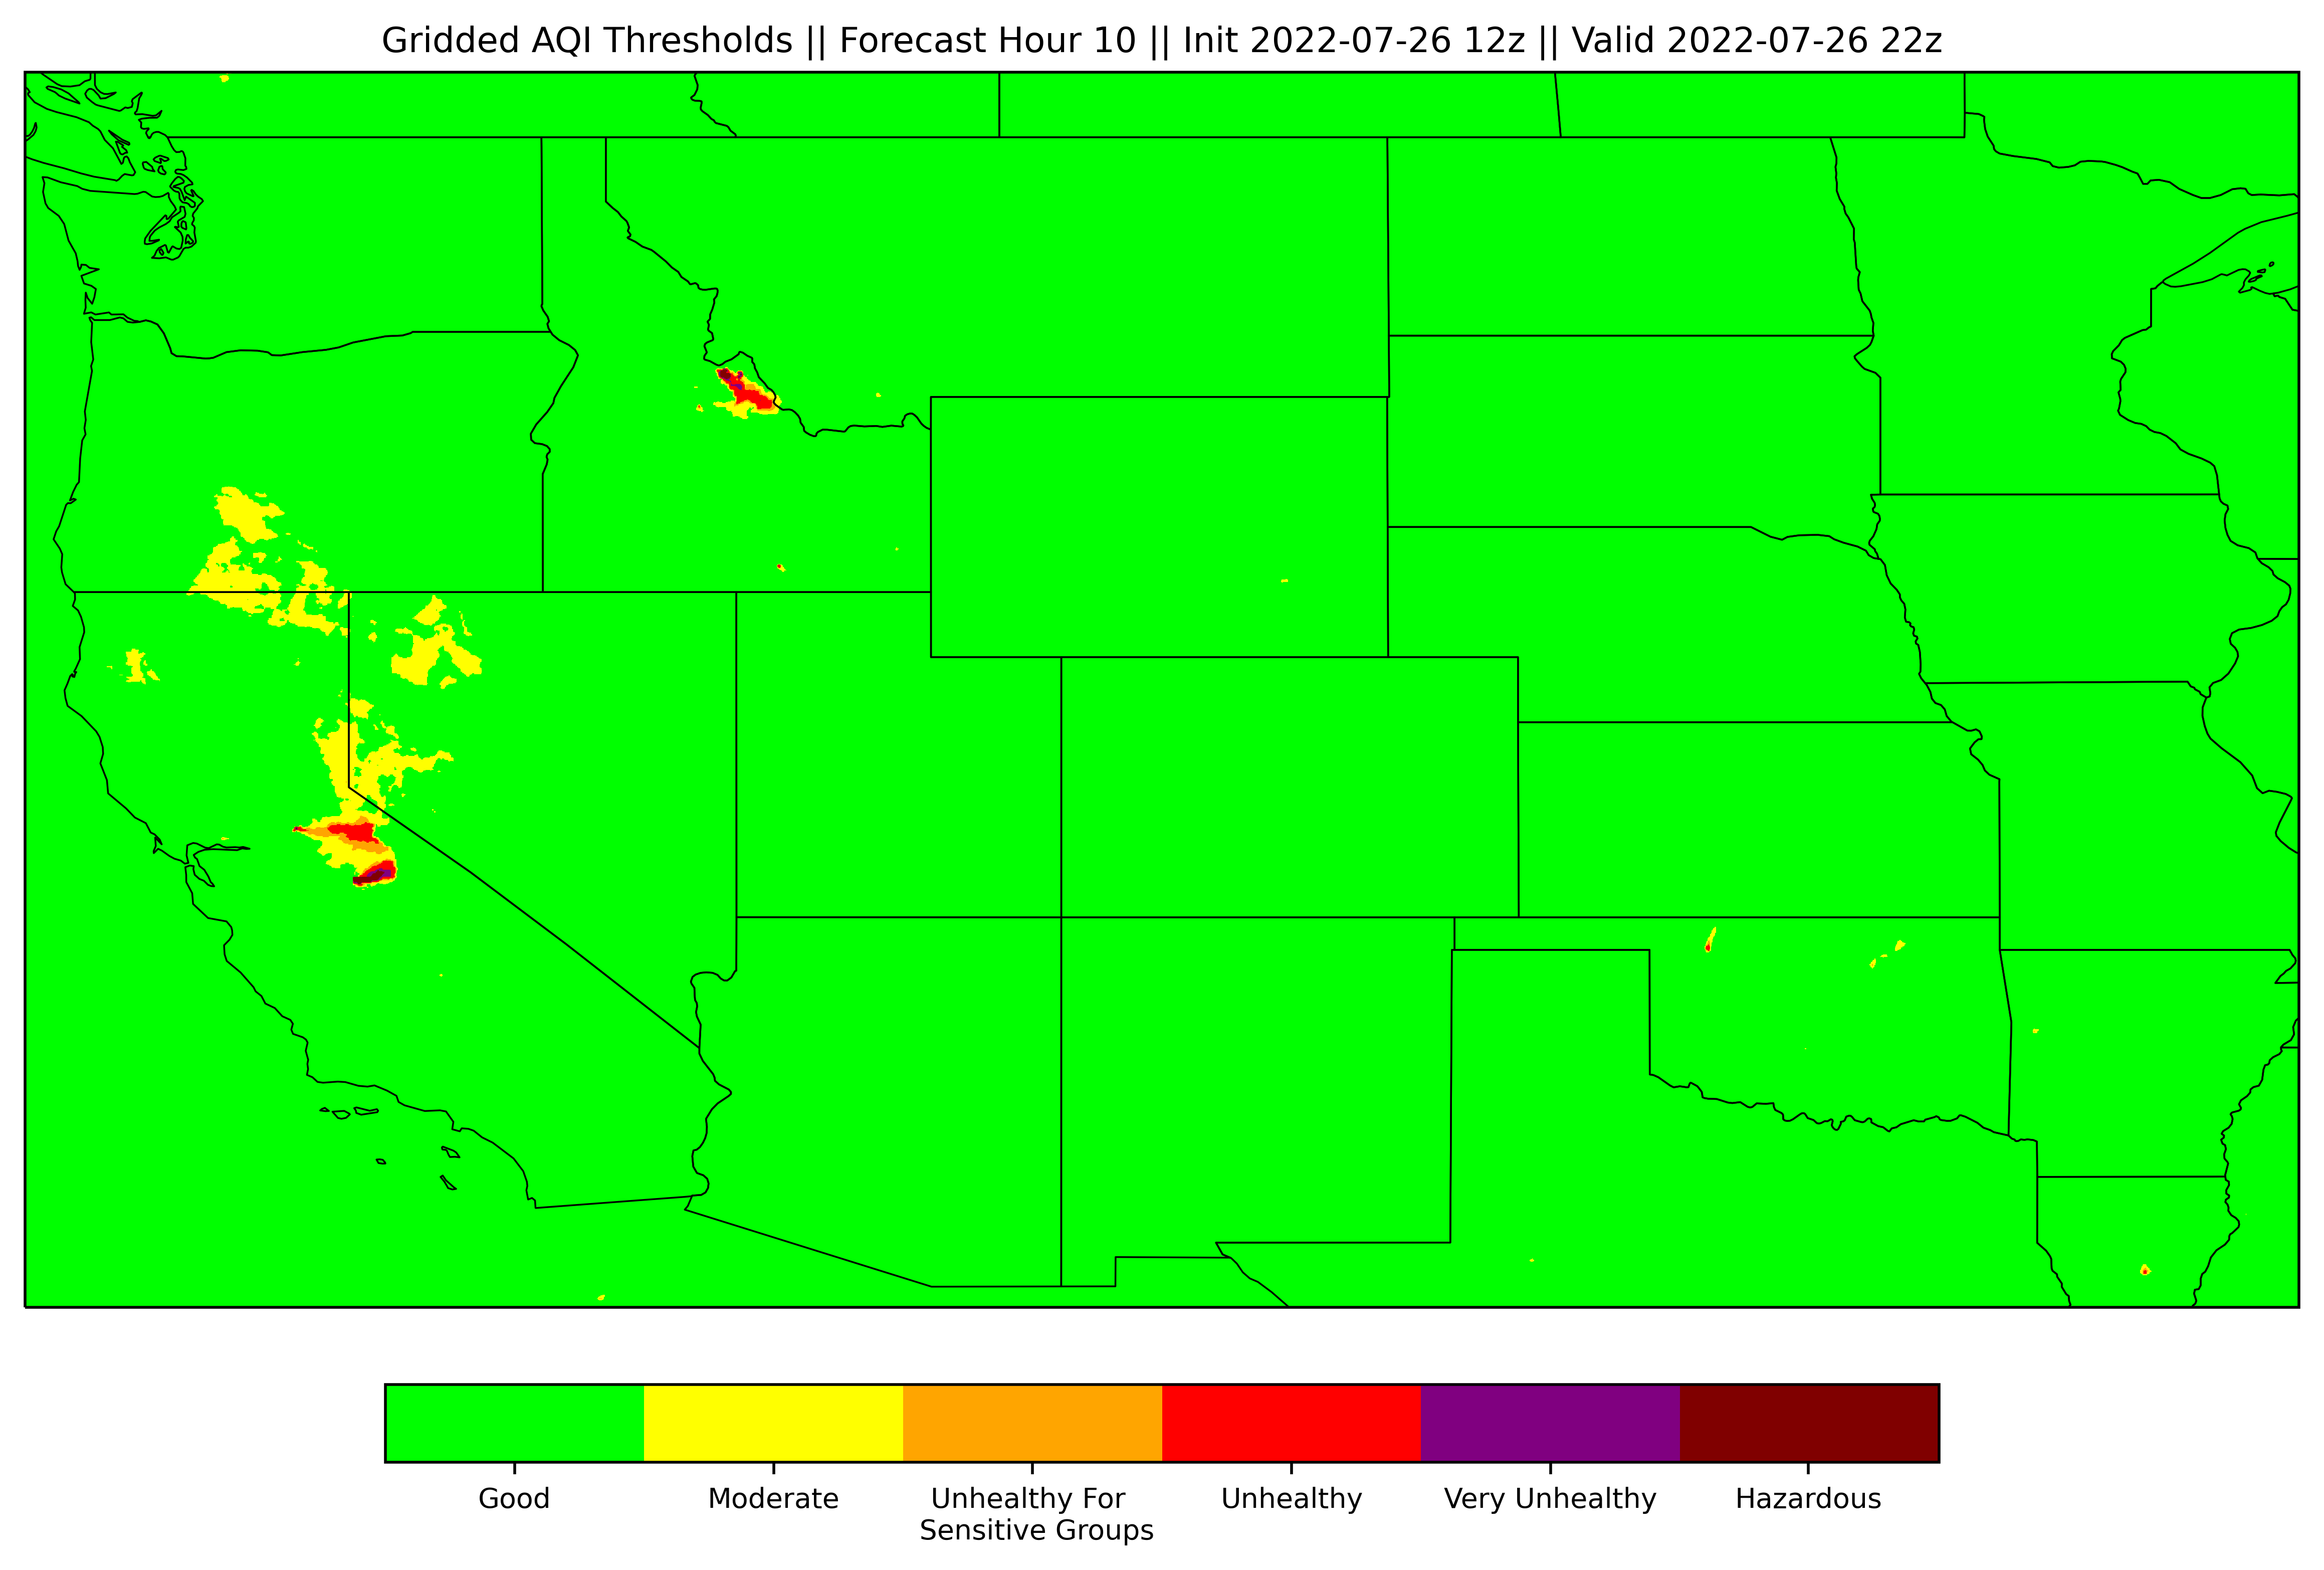 Gridded AQI Thresholds || Forecast Hour 10 || Init 2022-07-26 12z || Valid 2022-07-26 22z
Good
Moderate
Unhealthy For
Sensitive Groups
Unhealthy
Very Unhealthy
Hazardous